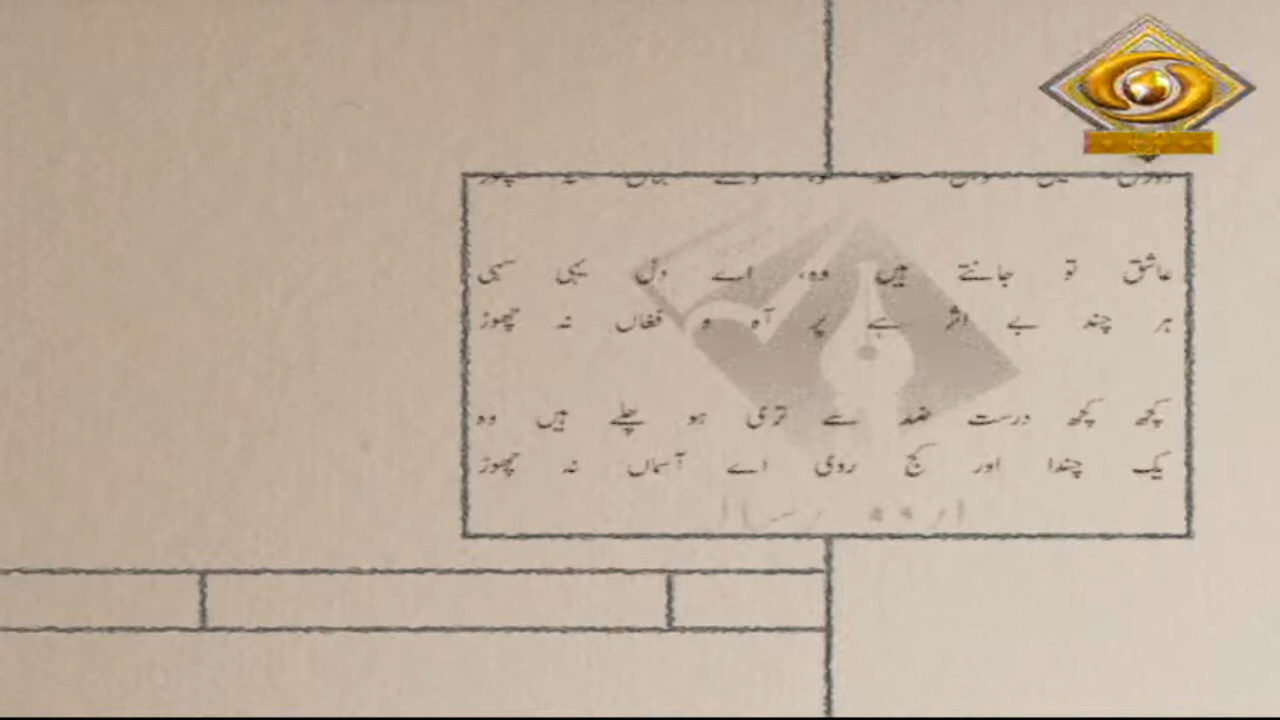 عاشق تو جانتے ہیں وہ، اے دل یہی سہی
ہر چند بے اثر ہے پر آہ و فغاں نہ چھوڑ
کچھ کچھ درست ضد سے تری ہو چلے ہیں وہ
یک چندا اور کج روی اے آسماں نہ چھوڑ